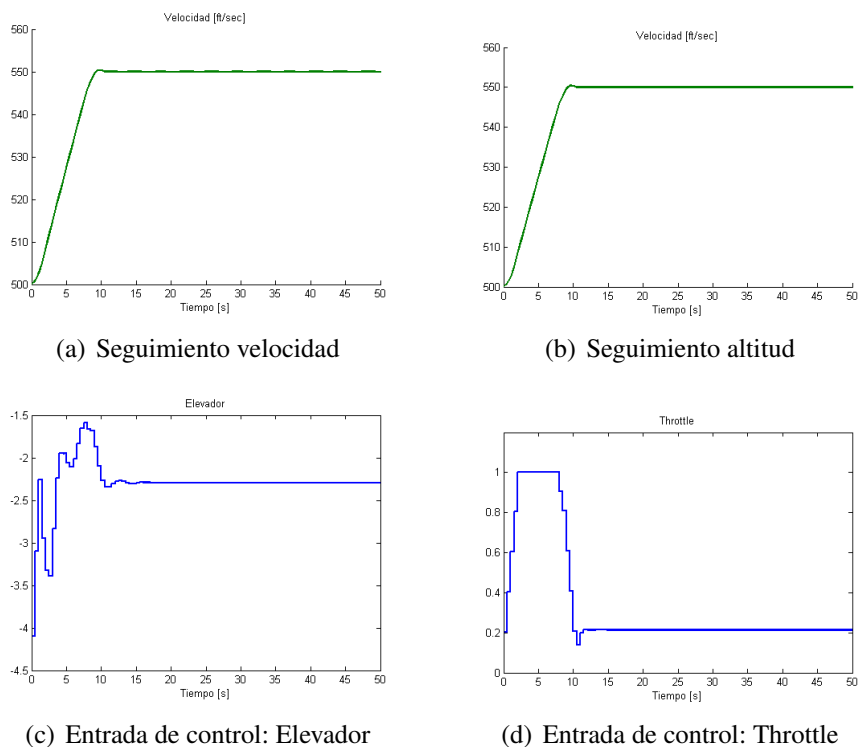 Velocidad [ft/sec]
560
550
540
530
520
510
500
0 5 10 15 20 25 30 35 40 45 50
Tiempo [s]
(a) Seguimiento velocidad
Velocidad [ft/sec]
560
550
540
530
520
510
500
0 5 10 15 20 25 30 35 40 45 50
Tiempo [s]
(b) Seguimiento altitud
Elevador
-1.5
-2
-2.5
-3
-3.5
-4
-4.5
0 5 10 15 20 25 30 35 40 45 50
Tiempo [s]
(c) Entrada de control: Elevador
Throttle
1
0.8
0.6
0.4
0.2
0
0 5 10 15 20 25 30 35 40 45 50
Tiempo [s]
(d) Entrada de control: Throttle